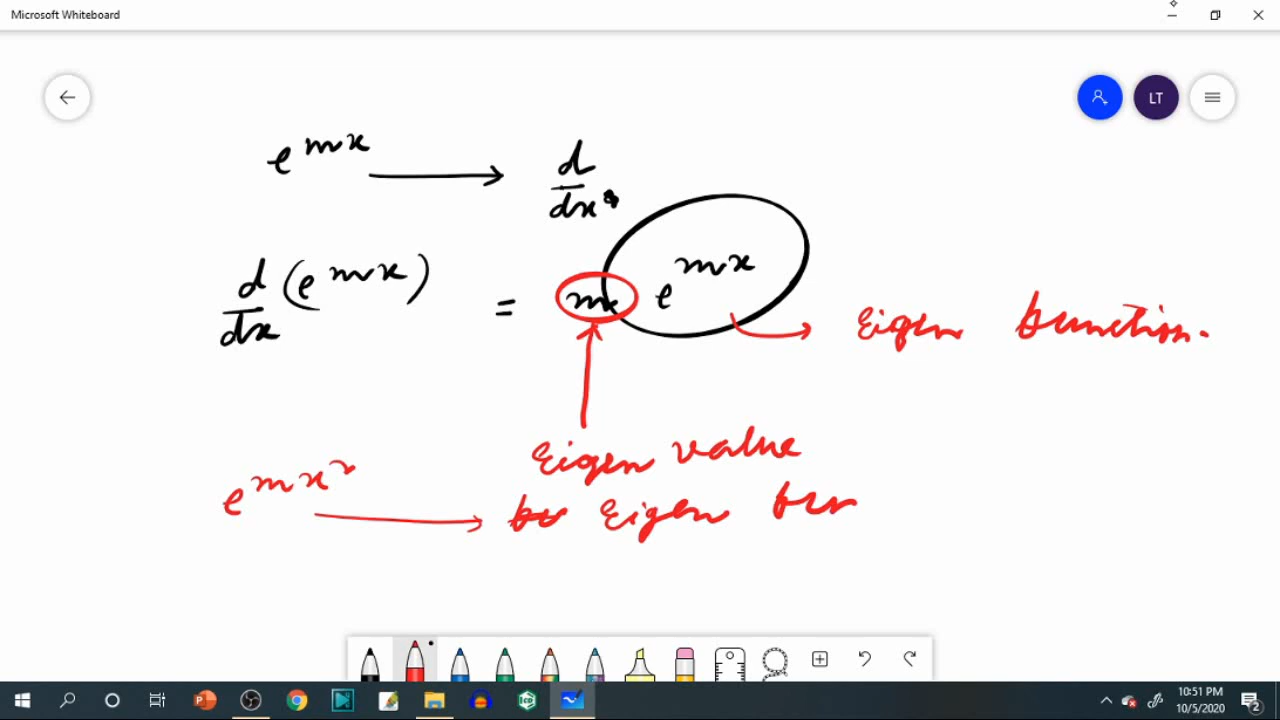 Microsoft Whiteboard
LT
e^{mx} → d/dx
d/dx (e^{mx}) = m e^{mx}
Eigen function.
Eigen value
e^{mx²} → Eigen fun
10:51 PM
10/5/2020
2